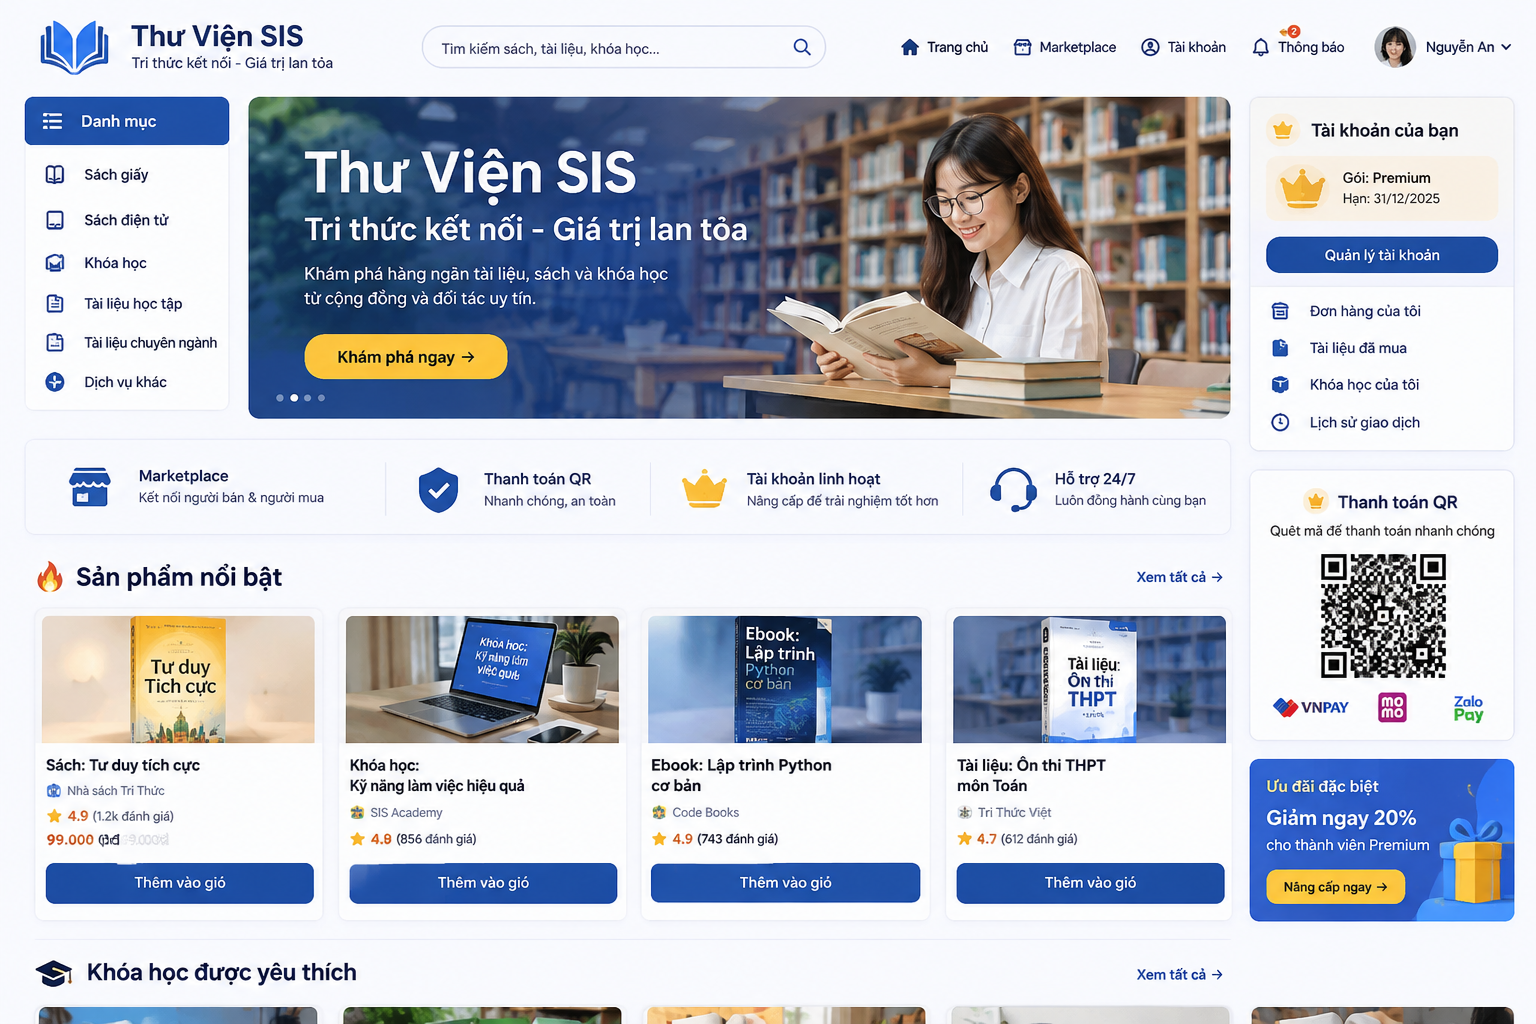 Thư Viện SIS
Tri thức kết nối - Giá trị lan tỏa
Tìm kiếm sách, tài liệu, khóa học...
Trang chủ
Marketplace
Tài khoản
2
Thông báo
Nguyễn An
Danh mục
Sách giấy
Sách điện tử
Khóa học
Tài liệu học tập
Tài liệu chuyên ngành
Dịch vụ khác
Thư Viện SIS
Tri thức kết nối - Giá trị lan tỏa
Khám phá hàng ngăn tài liệu, sách và khóa học
từ cộng đồng và đối tác uy tín.
Khám phá ngay →
Tài khoản của bạn
Gói: Premium
Hạn: 31/12/2025
Quản lý tài khoản
Đơn hàng của tôi
Tài liệu đã mua
Khóa học của tôi
Lịch sử giao dịch
Marketplace
Kết nối người bán & người mua
Thanh toán QR
Nhanh chóng, an toàn
Tài khoản linh hoạt
Nâng cấp để trải nghiệm tốt hơn
Hỗ trợ 24/7
Luôn đồng hành cùng bạn
Thanh toán QR
Quét mã để thanh toán nhanh chóng
VNPAY
mo
mo
Zalo
Pay
Sản phẩm nổi bật
Xem tất cả →
Tư duy
Tích cực
Sách: Tư duy tích cực
Nhà sách Tri Thức
4.9 (1.2k đánh giá)
99.000
Thêm vào giỏ
Khóa học:
Kỹ năng làm
việc quả
Khóa học:
Kỹ năng làm việc hiệu quả
SIS Academy
4.8 (856 đánh giá)
Thêm vào giỏ
Ebook:
Lập trình
Python
cơ bản
Ebook: Lập trình Python
cơ bản
Code Books
4.9 (743 đánh giá)
Thêm vào giỏ
Tài liệu:
Ôn thi
THPT
Tài liệu: Ôn thi THPT
môn Toán
Tri Thức Việt
4.7 (612 đánh giá)
Thêm vào giỏ
Ưu đãi đặc biệt
Giảm ngay 20%
cho thành viên Premium
Nâng cấp ngay →
Khóa học được yêu thích
Xem tất cả →